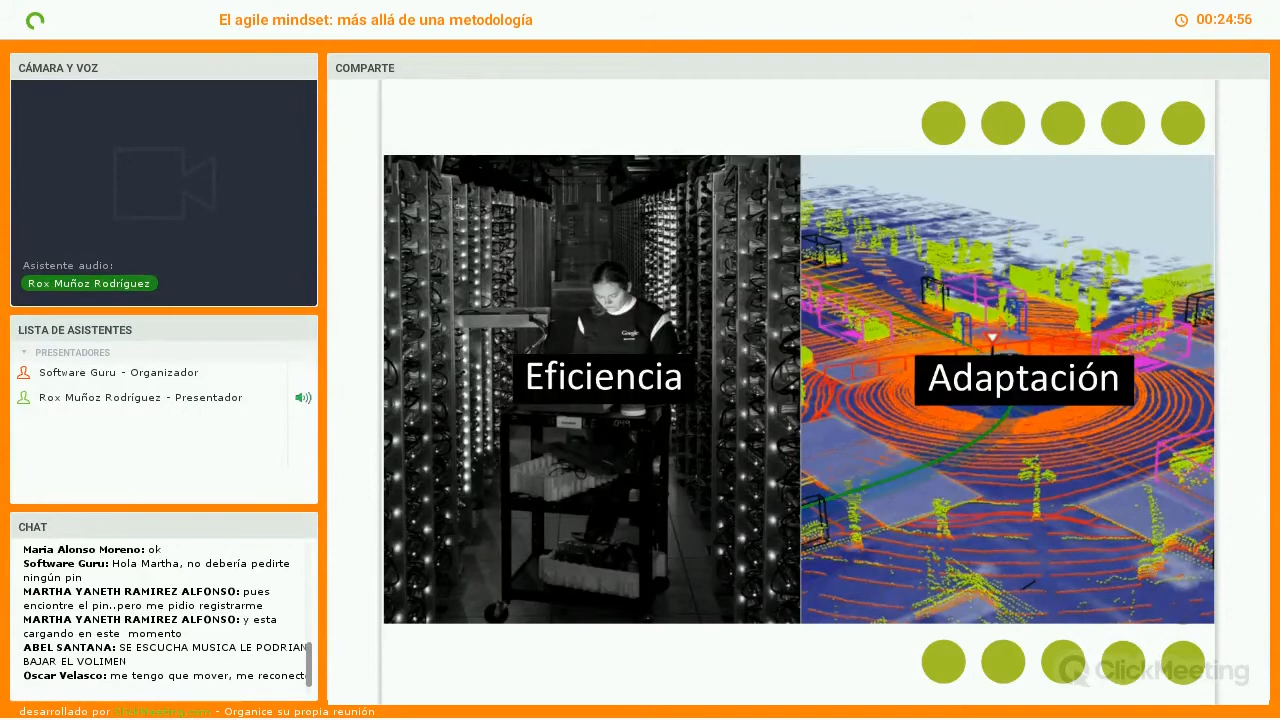 El agile mindset: más allá de una metodología
00:24:56
CÁMARA Y VOZ
Asistente audio:
Rox Muñoz Rodríguez
LISTA DE ASISTENTES
PRESENTADORES
Software Guru - Organizador
Rox Muñoz Rodríguez - Presentador
CHAT
Maria Alonso Moreno: ok
Software Guru: Hola Martha, no debería pedirte
ningún pin
MARTHA YANETH RAMIREZ ALFONSO: pues
enciontre el pin..pero me pidio registrarme
MARTHA YANETH RAMIREZ ALFONSO: y esta
cargando en este momento
ABEL SANTANA: SE ESCUCHA MUSICA LE PODRIAN
BAJAR EL VOLIMEN
Oscar Velasco: me tengo que mover, me reconect
COMPARTE
Google
Eficiencia
Adaptación
ClickMeeting
desarrollado por ClickMeeting.com - Organice su propia reunión